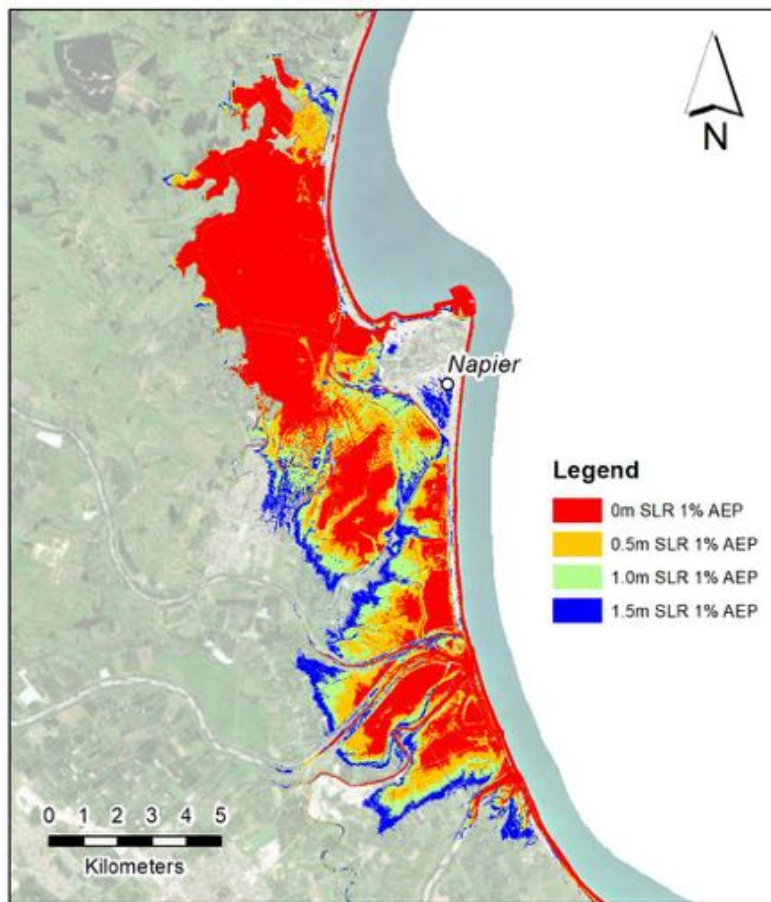 N
Napier
Legend
0m SLR 1% AEP
0.5m SLR 1% AEP
1.0m SLR 1% AEP
1.5m SLR 1% AEP
0 1 2 3 4 5
Kilometers